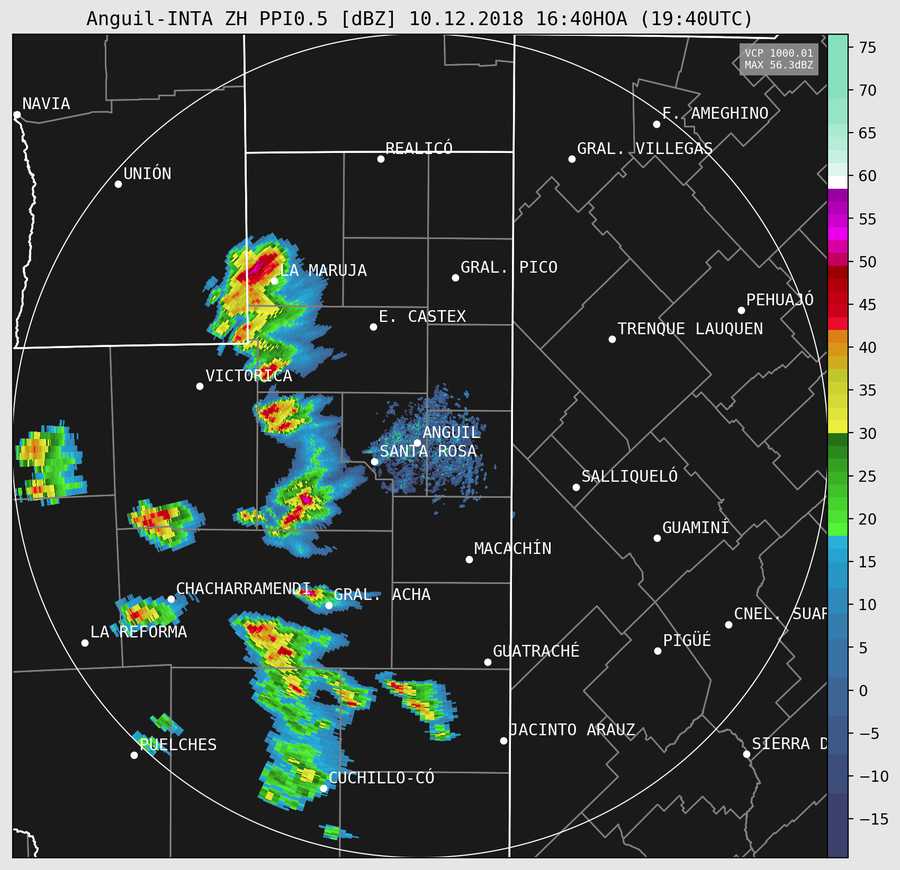 Anguil-INTA ZH PPI0.5 [dBZ] 10.12.2018 16:40HOA (19:40UTC)
VCP 1000.01
MAX 56.3dBZ
NAVIA
F. AMEGHINO
REALICÓ
GRAL. VILLEGAS
UNIÓN
LA MARUJA
GRAL. PICO
PEHUAJÓ
E. CASTEX
TRENQUE LAUQUEN
VICTORICA
ANGUIL
SANTA ROSA
SALLIQUELÓ
GUAMINÍ
MACACHÍN
CHACHARRAMENDI
GRAL. ACHA
CNEL. SUAR
LA REFORMA
PIGÜÉ
GUATRACHÉ
JACINTO ARAUZ
PUELCHES
SIERRA D
CUCHILLO-CÓ
75
70
65
60
55
50
45
40
35
30
25
20
15
10
5
0
−5
−10
−15